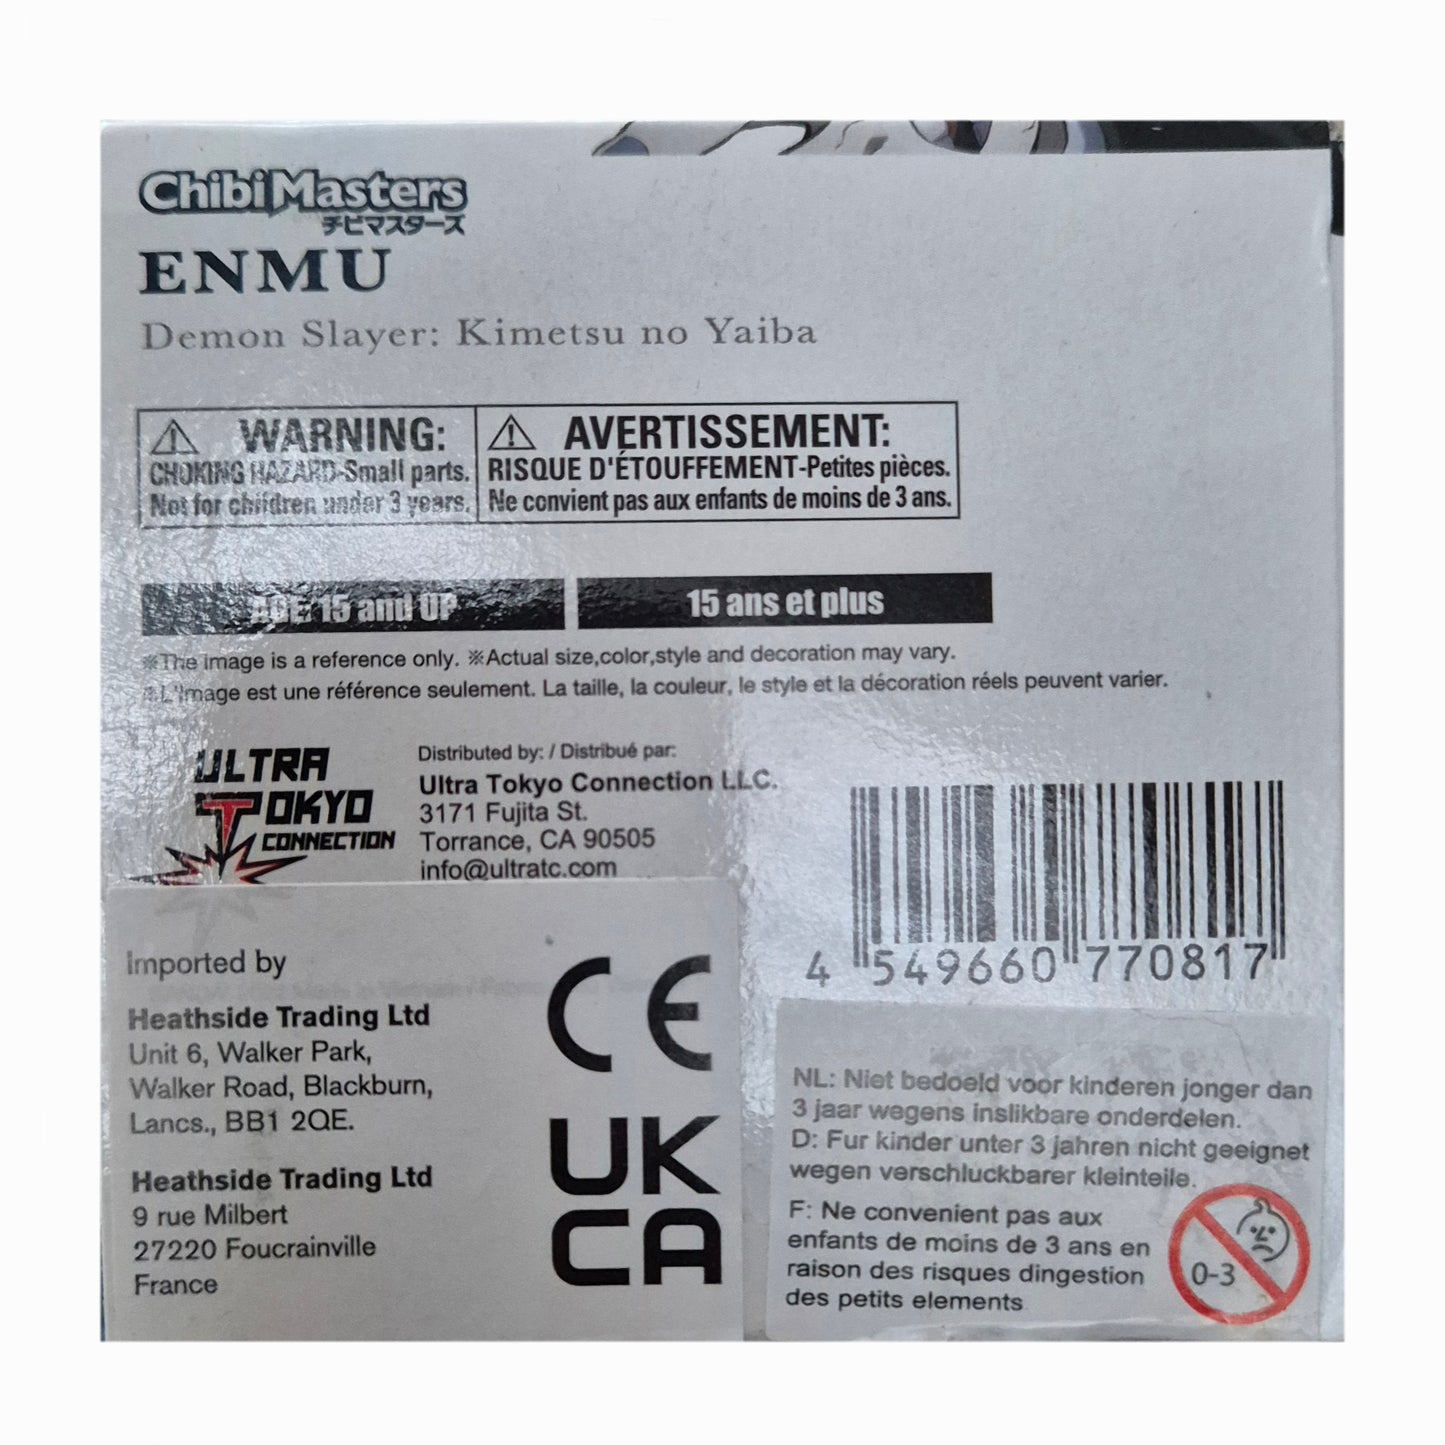 ChibiMasters
チビマスターズ
ENMU
Demon Slayer: Kimetsu no Yaiba
WARNING:
CHOKING HAZARD-Small parts.
Not for children under 3 years.
AVERTISSEMENT:
RISQUE D'ÉTOUFFEMENT-Petites pièces.
Ne convient pas aux enfants de moins de 3 ans.
AGE: 15 and UP
15 ans et plus
※The image is a reference only. ※Actual size,color,style and decoration may vary.
※L'image est une référence seulement. La taille, la couleur, le style et la décoration réels peuvent varier.
ULTRA
TOKYO
CONNECTION
Distributed by: / Distribué par:
Ultra Tokyo Connection LLC.
3171 Fujita St.
Torrance, CA 90505
info@ultratc.com
4 549660 770817
Imported by
Heathside Trading Ltd
Unit 6, Walker Park,
Walker Road, Blackburn,
Lancs., BB1 2QE.
Heathside Trading Ltd
9 rue Milbert
27220 Foucrainville
France
CE
UK
CA
NL: Niet bedoeld voor kinderen jonger dan
3 jaar wegens inslikbare onderdelen.
D: Fur kinder unter 3 jahren nicht geeignet
wegen verschluckbarer kleinteile.
F: Ne convenient pas aux
enfants de moins de 3 ans en
raison des risques dingestion
des petits elements
0-3